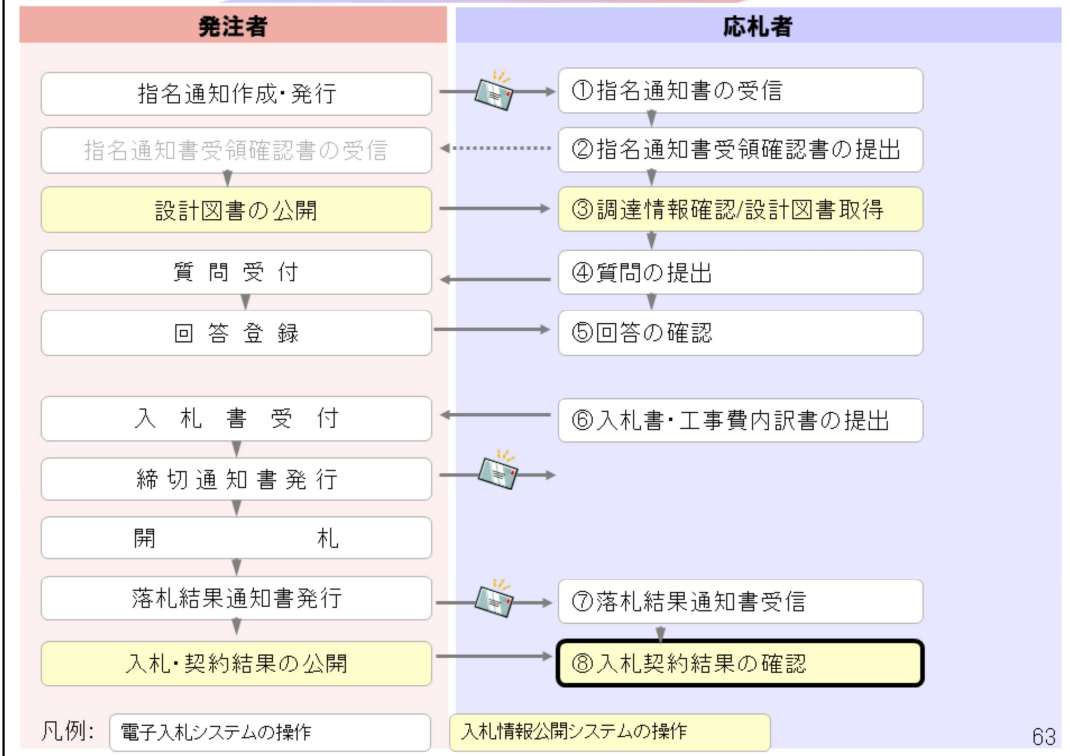 発注者
応札者
指名通知作成・発行
①指名通知書の受信
指名通知書受領確認書の受信
②指名通知書受領確認書の提出
設計図書の公開
③調達情報確認/設計図書取得
質問受付
④質問の提出
回答登録
⑤回答の確認
入札書受付
⑥入札書・工事費内訳書の提出
締切通知書発行
開札
落札結果通知書発行
⑦落札結果通知書受信
入札・契約結果の公開
⑧入札契約結果の確認
凡例:
電子入札システムの操作
入札情報公開システムの操作
63